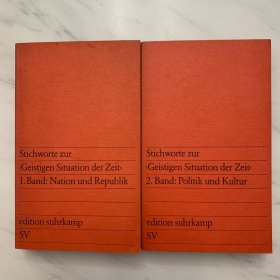 Stichworte zur
›Geistigen Situation der Zeit‹
1. Band: Nation und Republik
edition suhrkamp
SV
Stichworte zur
›Geistigen Situation der Zeit‹
2. Band: Politik und Kultur
edition suhrkamp
SV